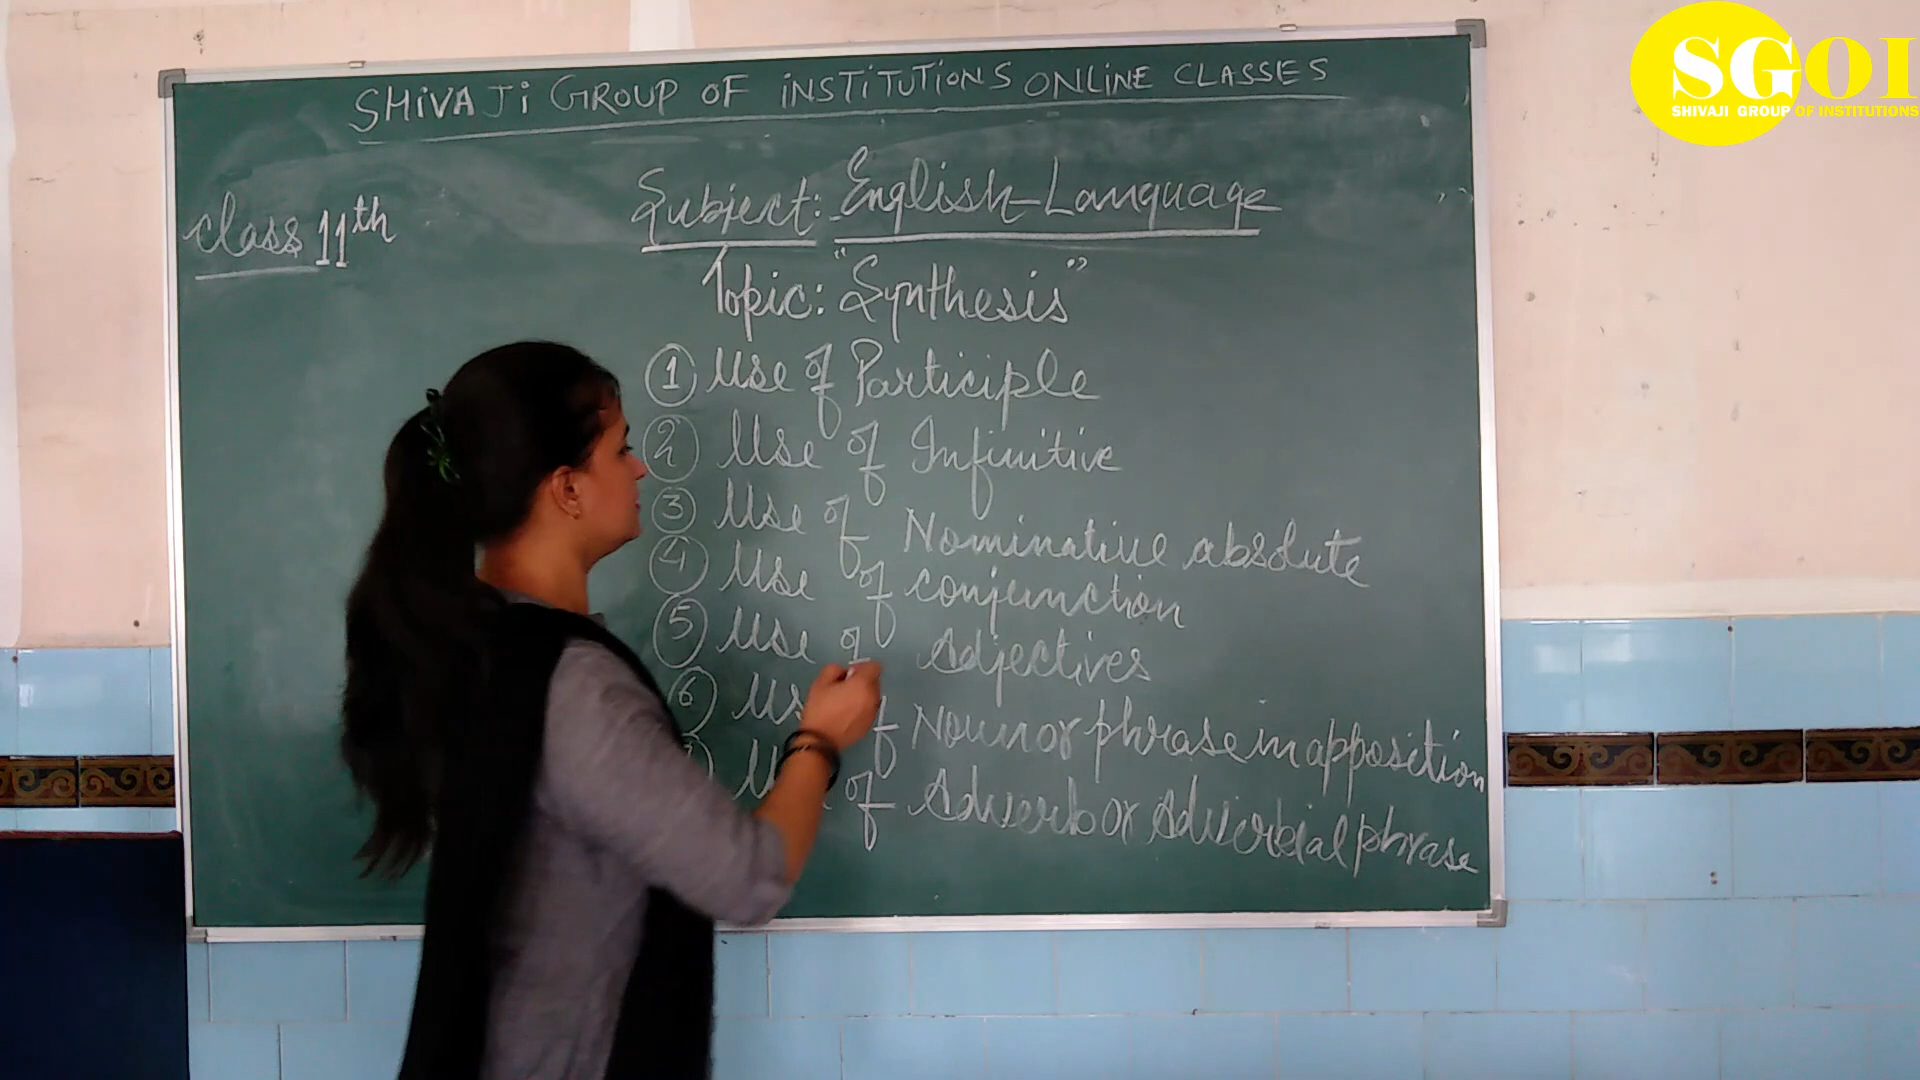 SHIVAJI GROUP OF INSTITUTIONS ONLINE CLASSES
SGOI
SHIVAJI GROUP OF INSTITUTIONS
Class 11th
Subject: English-Language
Topic: "Synthesis"
1 Use of Participle
2 Use of Infinitive
3 Use of Nominative absolute
4 Use of conjunction
5 Use of Adjectives
6 Use of Noun or phrase in apposition
of Adverb or Adverbial phrase